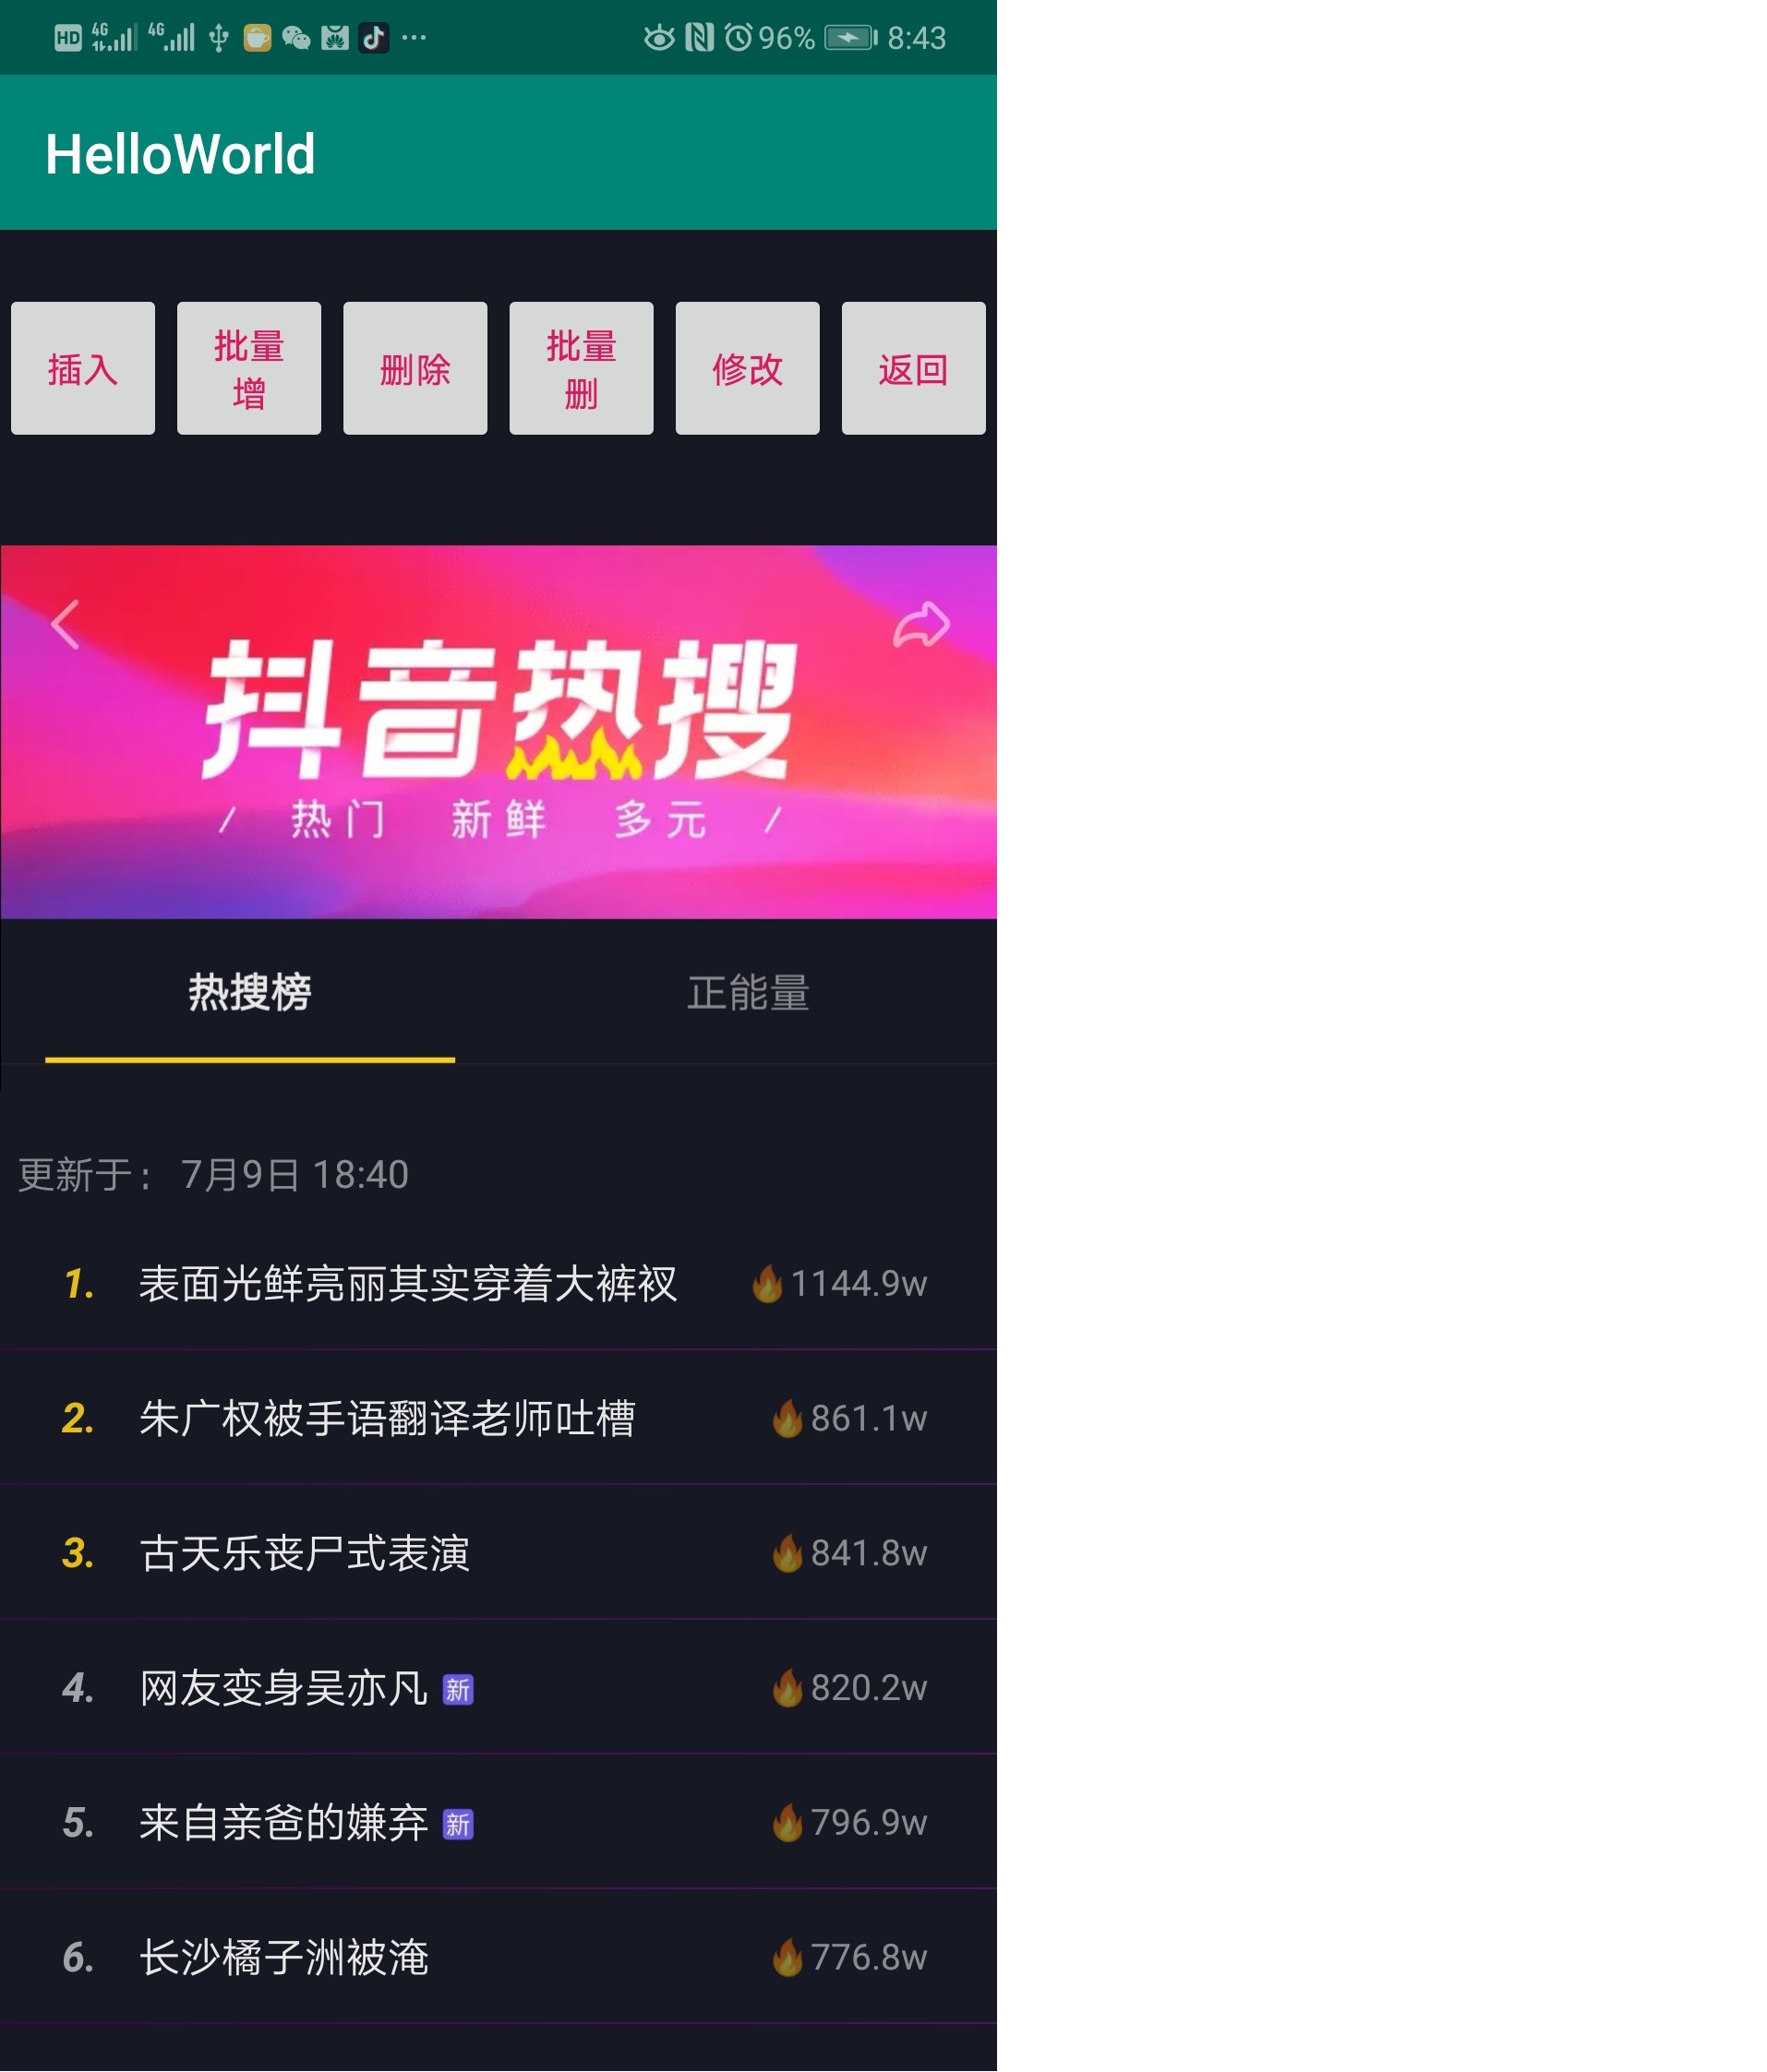 HD 4G 4G 96% 8:43
HelloWorld
插入 批量增 删除 批量删 修改 返回
抖音热搜
/ 热门 新鲜 多元 /
热搜榜 正能量
更新于： 7月9日 18:40
1. 表面光鲜亮丽其实穿着大裤衩 1144.9w
2. 朱广权被手语翻译老师吐槽 861.1w
3. 古天乐丧尸式表演 841.8w
4. 网友变身吴亦凡 新 820.2w
5. 来自亲爸的嫌弃 新 796.9w
6. 长沙橘子洲被淹 776.8w